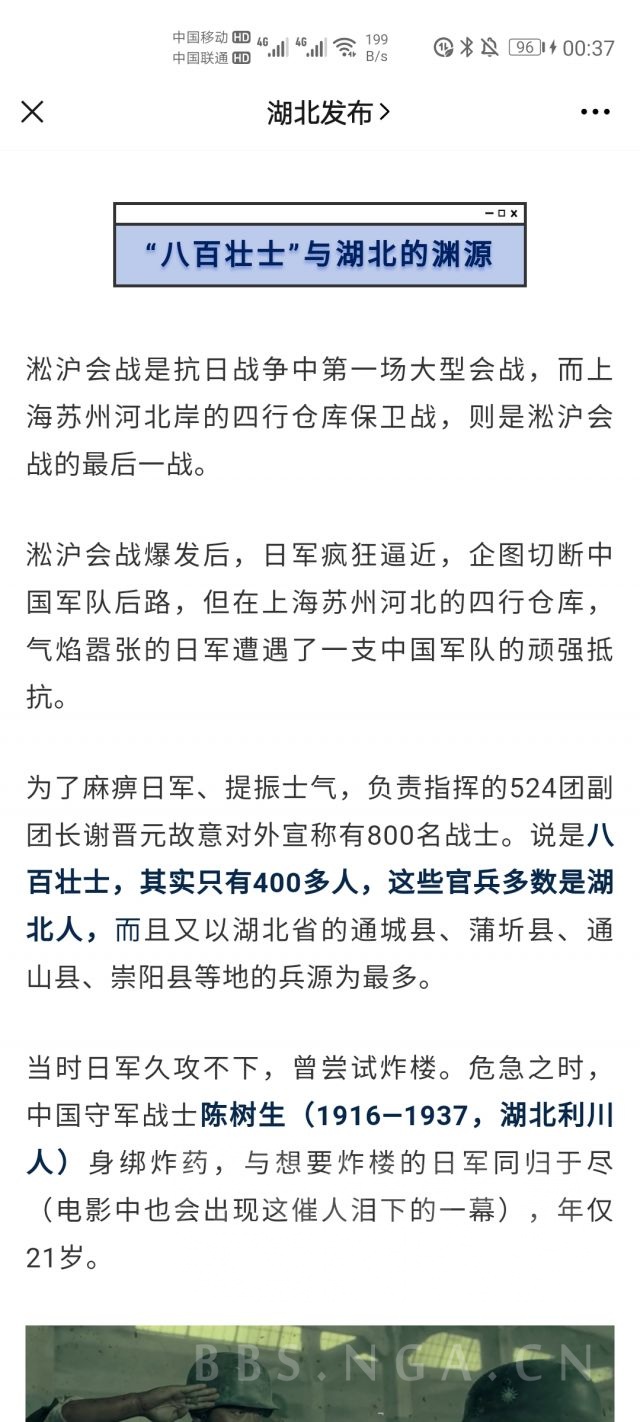 中国移动 HD 4G 4G 199 96 00:37
中国联通 HD B/s
湖北发布
“八百壮士”与湖北的渊源
淞沪会战是抗日战争中第一场大型会战，而上
海苏州河北岸的四行仓库保卫战，则是淞沪会
战的最后一战。
淞沪会战爆发后，日军疯狂逼近，企图切断中
国军队后路，但在上海苏州河北的四行仓库，
气焰嚣张的日军遭遇了一支中国军队的顽强抵
抗。
为了麻痹日军、提振士气，负责指挥的524团副
团长谢晋元故意对外宣称有800名战士。说是八
百壮士，其实只有400多人，这些官兵多数是湖
北人，而且又以湖北省的通城县、蒲圻县、通
山县、崇阳县等地的兵源为最多。
当时日军久攻不下，曾尝试炸楼。危急之时，
中国守军战士陈树生（1916—1937，湖北利川
人）身绑炸药，与想要炸楼的日军同归于尽
（电影中也会出现这催人泪下的一幕），年仅
21岁。
BBS.NGA.CN